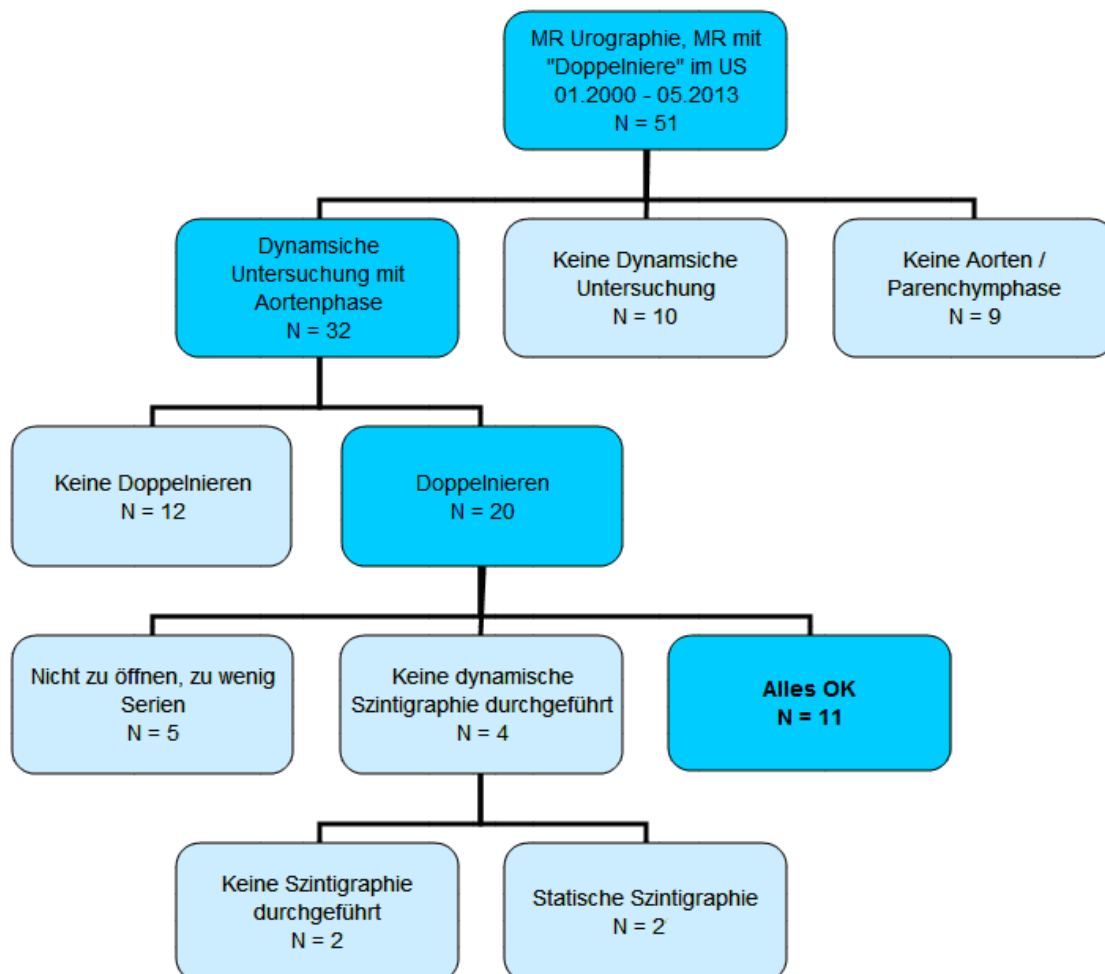 MR Urographie, MR mit
"Doppelniere" im US
01.2000 - 05.2013
N = 51
Dynamsiche
Untersuchung mit
Aortenphase
N = 32
Keine Dynamsiche
Untersuchung
N = 10
Keine Aorten /
Parenchymphase
N = 9
Keine Doppelnieren
N = 12
Doppelnieren
N = 20
Nicht zu öffnen, zu wenig
Serien
N = 5
Keine dynamische
Szintigraphie durchgeführt
N = 4
Alles OK
N = 11
Keine Szintigraphie
durchgeführt
N = 2
Statische Szintigraphie
N = 2